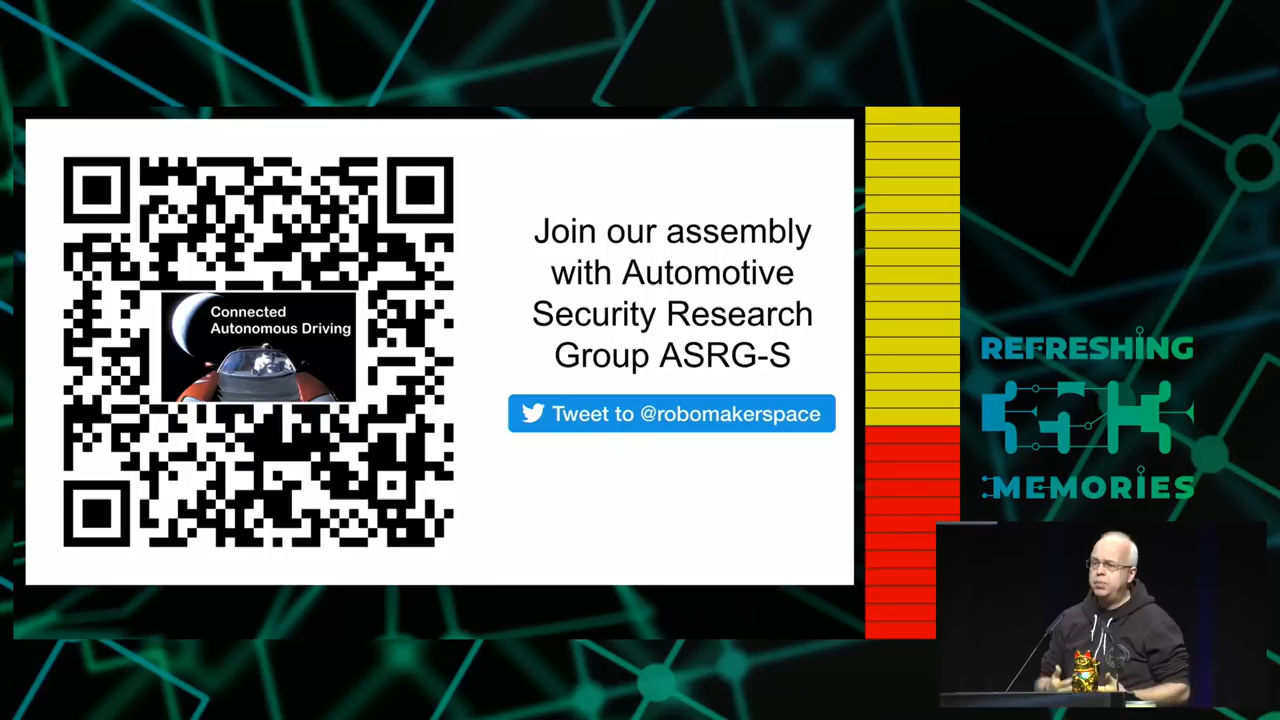 Connected
Autonomous Driving
Join our assembly
with Automotive
Security Research
Group ASRG-S
Tweet to @robomakerspace
REFRESHING
MEMORIES